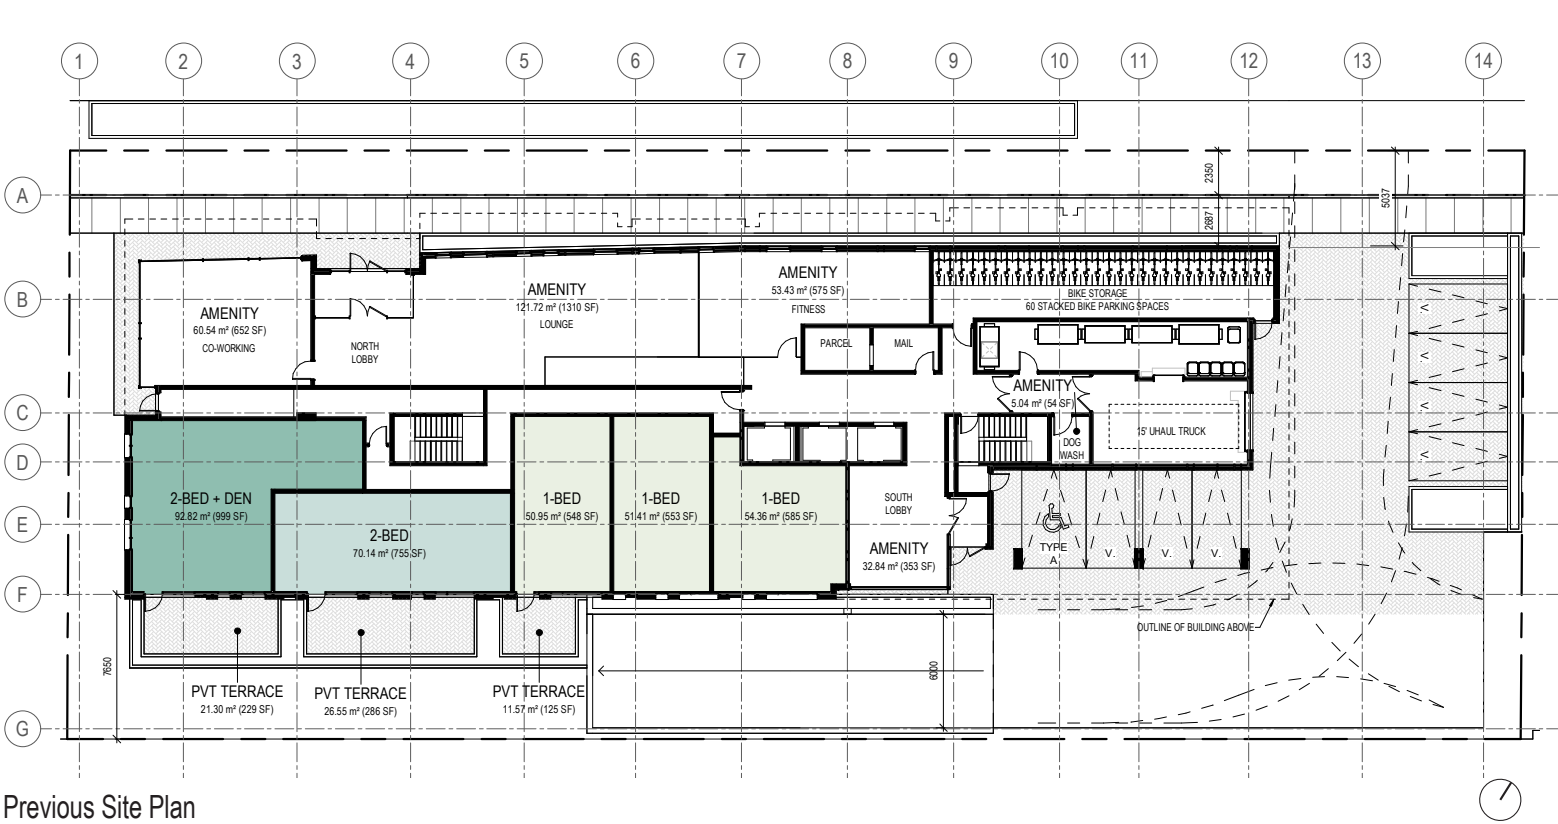 1 2 3 4 5 6 7 8 9 10 11 12 13 14
A
B
C
D
E
F
G
2350
2687
5037
AMENITY
60.54 m² (652 SF)
CO-WORKING
NORTH
LOBBY
AMENITY
121.72 m² (1310 SF)
LOUNGE
AMENITY
53.43 m² (575 SF)
FITNESS
PARCEL
MAIL
BIKE STORAGE
60 STACKED BIKE PARKING SPACES
AMENITY
5.04 m² (54 SF)
DOG
WASH
15' UHAUL TRUCK
V
V
V
V
2-BED + DEN
92.82 m² (999 SF)
2-BED
70.14 m² (755 SF)
1-BED
50.95 m² (548 SF)
1-BED
51.41 m² (553 SF)
1-BED
54.36 m² (585 SF)
SOUTH
LOBBY
AMENITY
32.84 m² (353 SF)
TYPE
A
V.
V.
V.
OUTLINE OF BUILDING ABOVE
7650
6000
PVT TERRACE
21.30 m² (229 SF)
PVT TERRACE
26.55 m² (286 SF)
PVT TERRACE
11.57 m² (125 SF)
Previous Site Plan